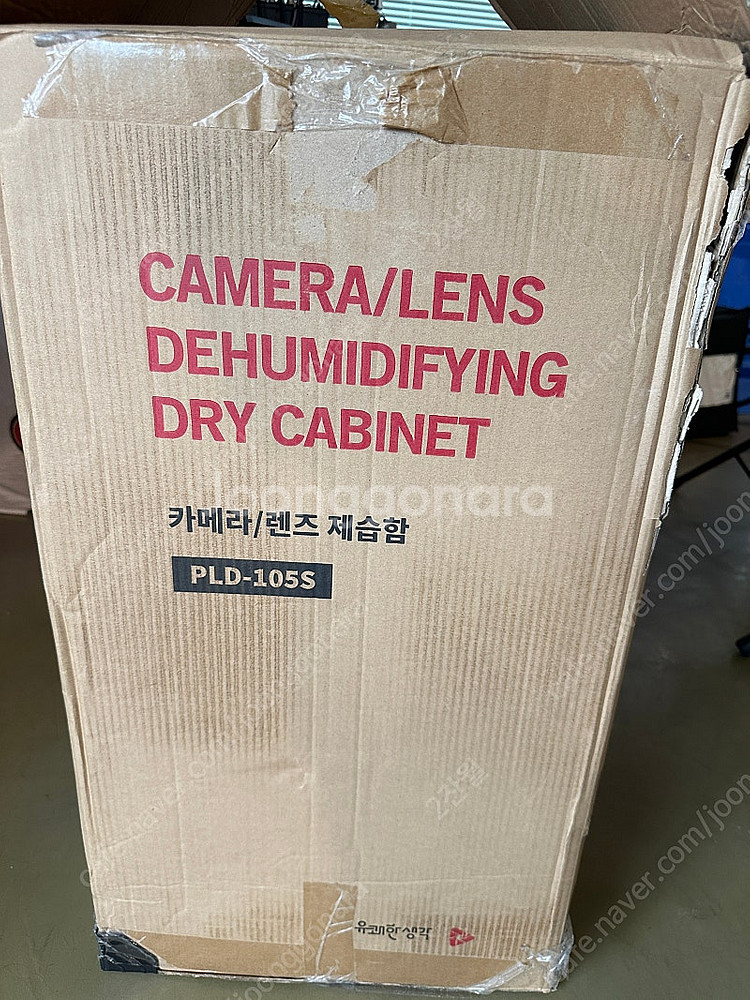 CAMERA/LENS
DEHUMIDIFYING
DRY CABINET
joonggonara
카메라/렌즈 제습함
PLD-105S
유쾌한생각